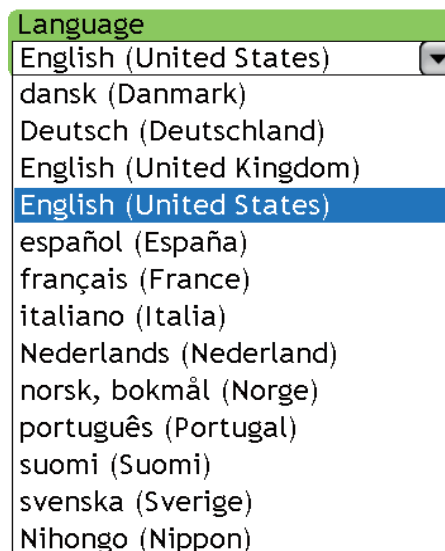 Language
English (United States)
dansk (Danmark)
Deutsch (Deutschland)
English (United Kingdom)
English (United States)
español (España)
français (France)
italiano (Italia)
Nederlands (Nederland)
norsk, bokmål (Norge)
português (Portugal)
suomi (Suomi)
svenska (Sverige)
Nihongo (Nippon)